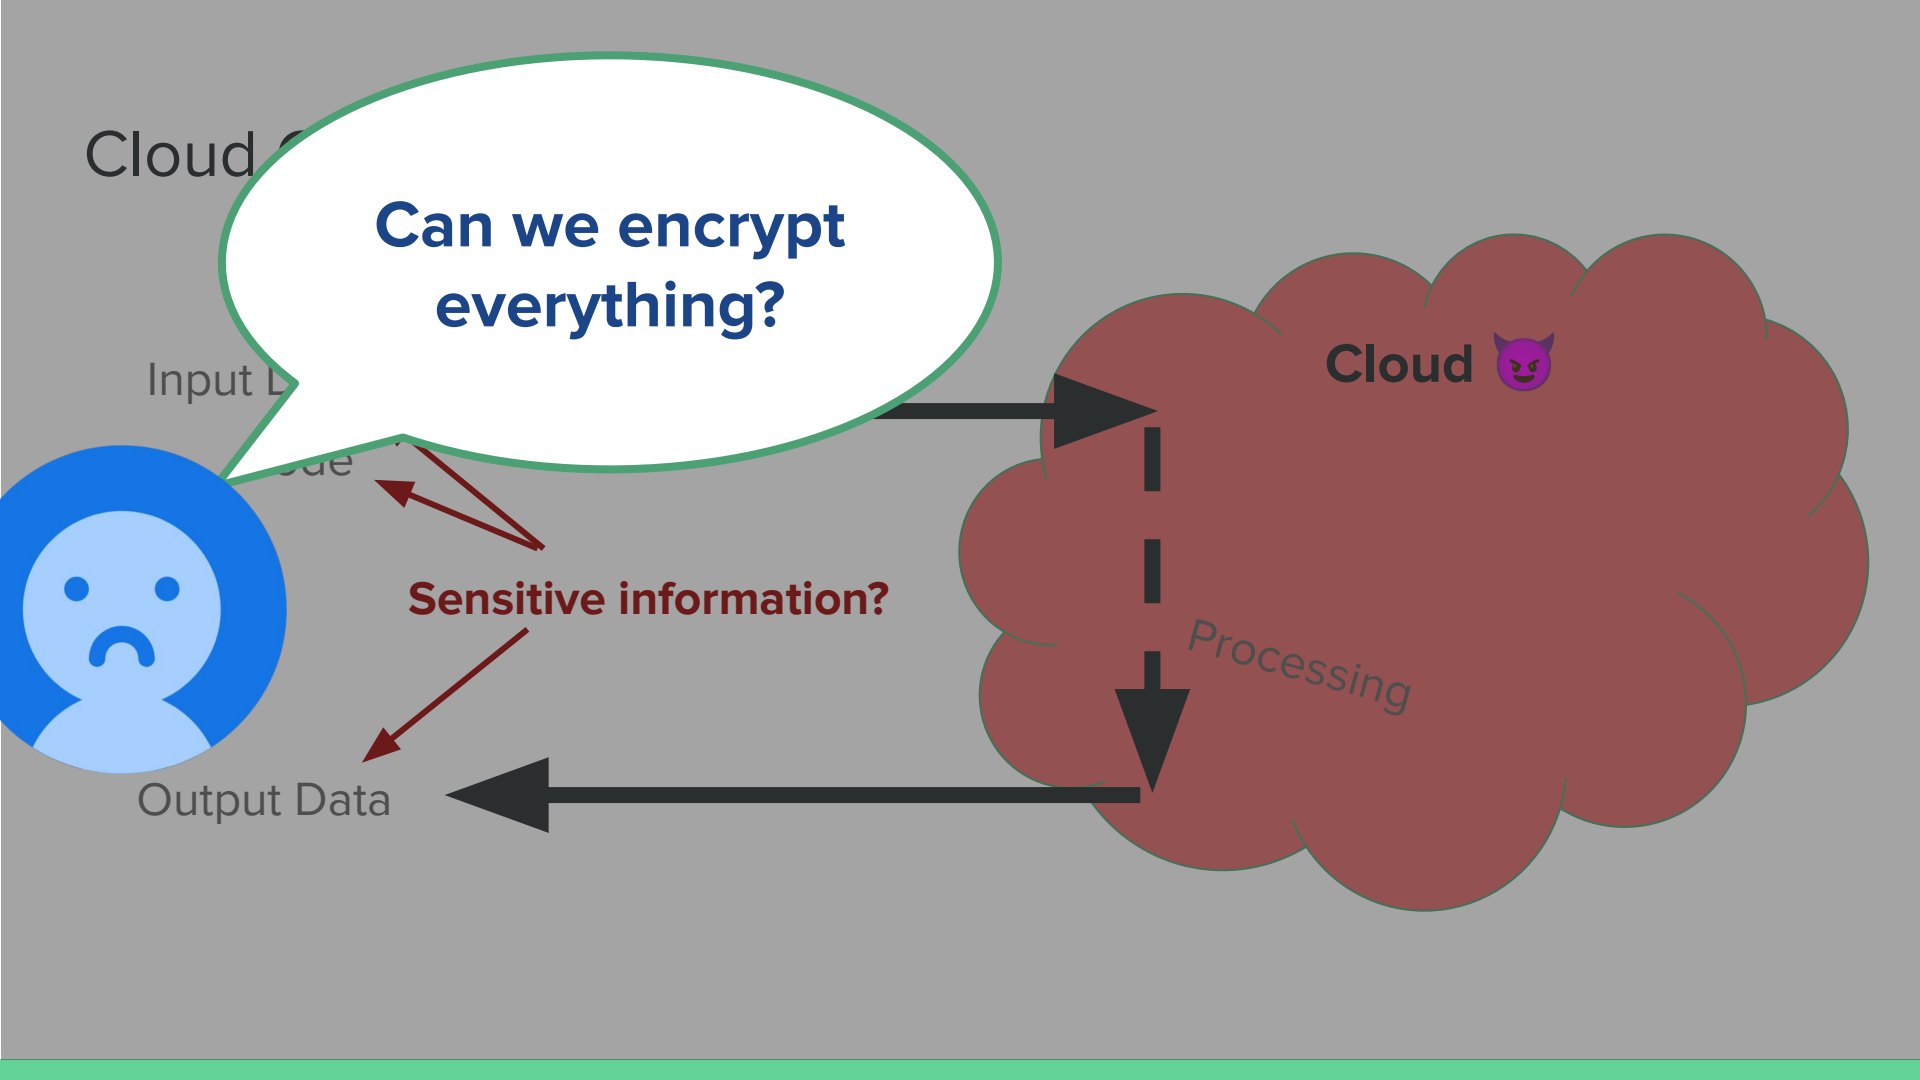 Cloud
Can we encrypt
everything?
Cloud 😈
Input
Sensitive information?
Processing
Output Data